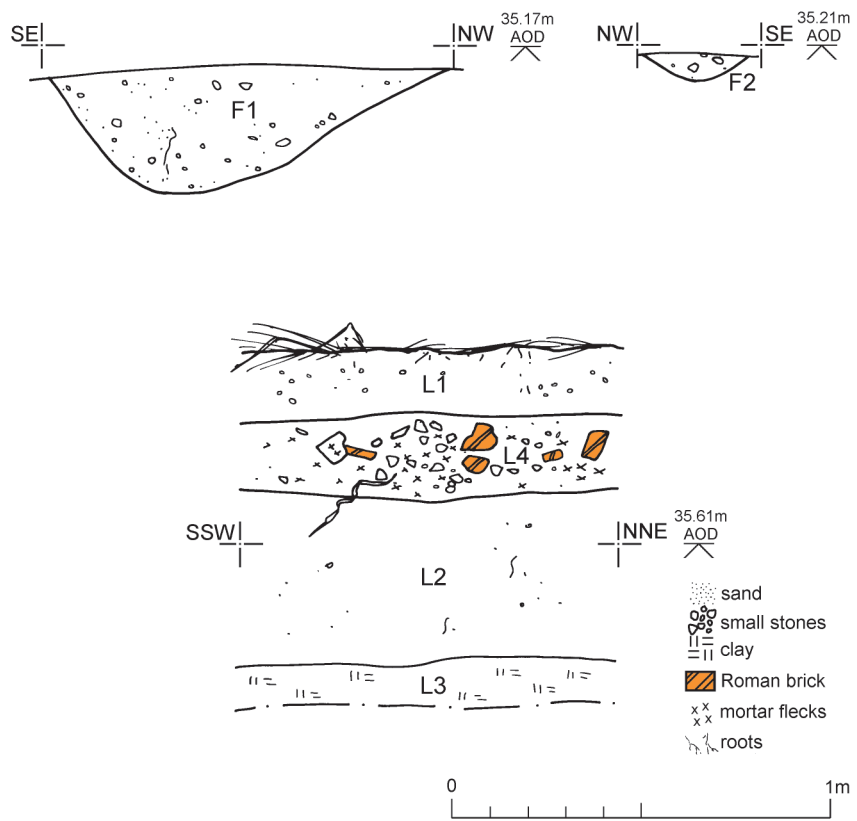 SE
NW
35.17m
AOD
F1
NW
SE
35.21m
AOD
F2
L1
L4
SSW
NNE
35.61m
AOD
L2
L3
sand
small stones
clay
Roman brick
mortar flecks
roots
0
1m